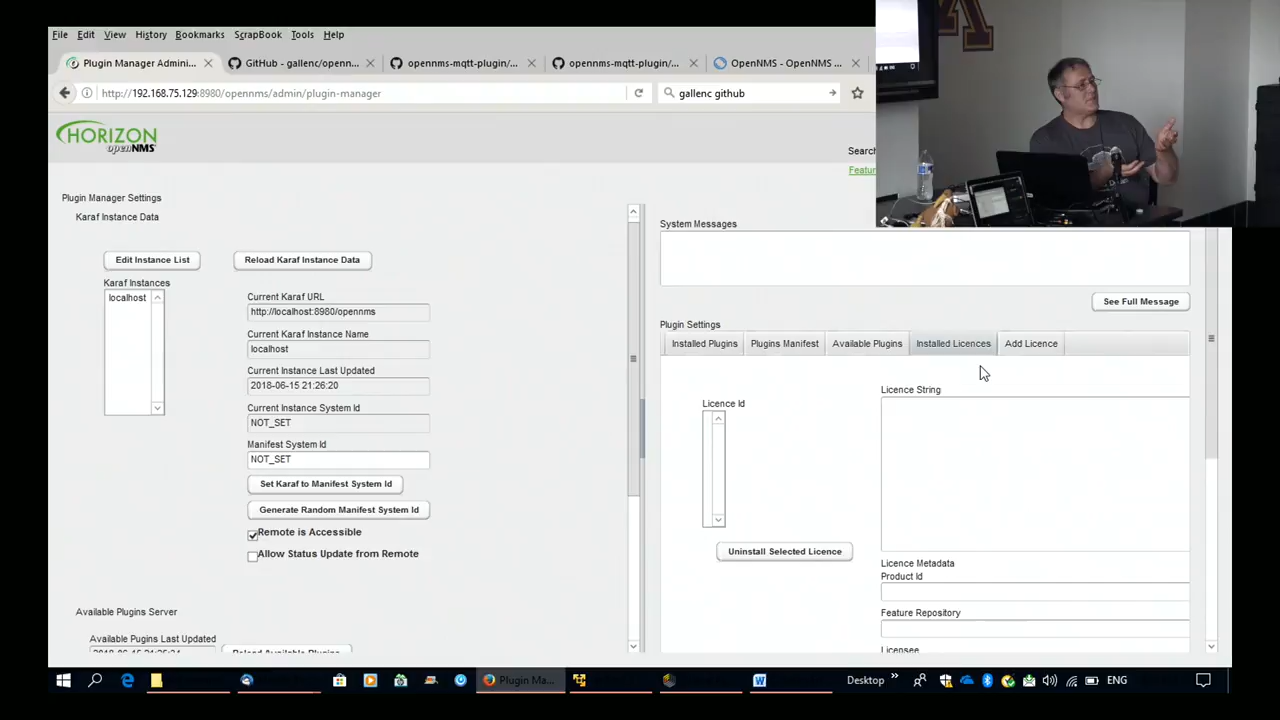 File Edit View History Bookmarks ScrapBook Tools Help
Plugin Manager Admini... GitHub - gallenc/openn... opennms-mqtt-plugin/... opennms-mqtt-plugin/... OpenNMS - OpenNMS ...
http://192.168.75.129:8980/opennms/admin/plugin-manager gallenc github
HORIZON
openNMS
Search
Featur
Plugin Manager Settings
Karaf Instance Data
System Messages
Edit Instance List Reload Karaf Instance Data
Karaf Instances
localhost
Current Karaf URL
http://localhost:8980/opennms
See Full Message
Plugin Settings
Current Karaf Instance Name
localhost
Installed Plugins Plugins Manifest Available Plugins Installed Licences Add Licence
Current Instance Last Updated
2018-06-15 21:26:20
Licence String
Licence Id
Current Instance System Id
NOT_SET
Manifest System Id
NOT_SET
Set Karaf to Manifest System Id
Generate Random Manifest System Id
Remote is Accessible
Allow Status Update from Remote
Uninstall Selected Licence
Licence Metadata
Product Id
Feature Repository
Licensee
Available Plugins Server
Available Pugins Last Updated
Reload Available Plugins
Plugin Ma... Desktop ENG